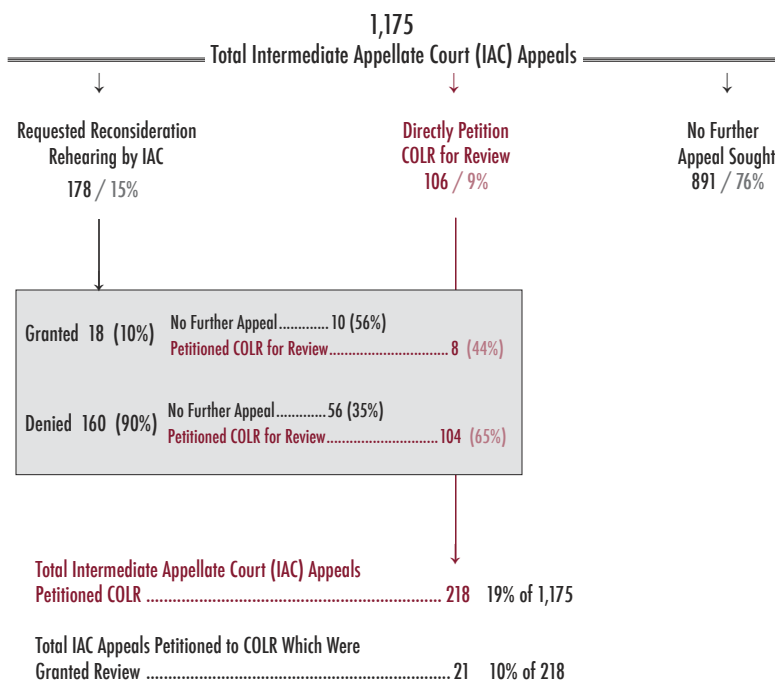 1,175
Total Intermediate Appellate Court (IAC) Appeals
Requested Reconsideration
Rehearing by IAC
178 / 15%
Directly Petition
COLR for Review
106 / 9%
No Further
Appeal Sought
891 / 76%
Granted 18 (10%)
No Further Appeal............. 10 (56%)
Petitioned COLR for Review................................ 8 (44%)
Denied 160 (90%)
No Further Appeal.............56 (35%)
Petitioned COLR for Review.............................104 (65%)
Total Intermediate Appellate Court (IAC) Appeals
Petitioned COLR .................................................................... 218 19% of 1,175
Total IAC Appeals Petitioned to COLR Which Were
Granted Review ...................................................................... 21 10% of 218